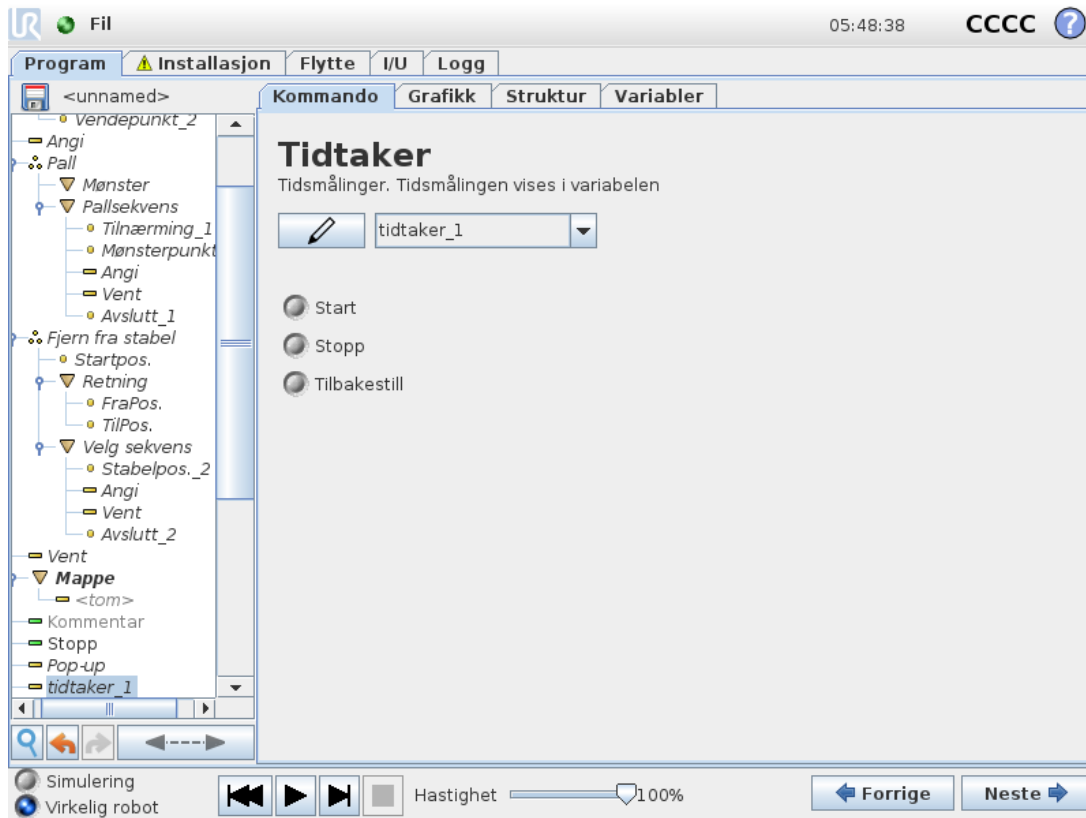 UR Fil 05:48:38 CCCC ?
Program Installasjon Flytte I/U Logg
<unnamed>
Kommando Grafikk Struktur Variabler
Vendepunkt_2
Angi
Pall
Mønster
Pallsekvens
Tilnærming_1
Mønsterpunkt
Angi
Vent
Avslutt_1
Fjern fra stabel
Startpos.
Retning
FraPos.
TilPos.
Velg sekvens
Stabelpos._2
Angi
Vent
Avslutt_2
Vent
Mappe
<tom>
Kommentar
Stopp
Pop-up
tidtaker_1
Tidtaker
Tidsmålinger. Tidsmålingen vises i variabelen
tidtaker_1
Start
Stopp
Tilbakestill
Simulering
Virkelig robot
Hastighet 100%
Forrige Neste